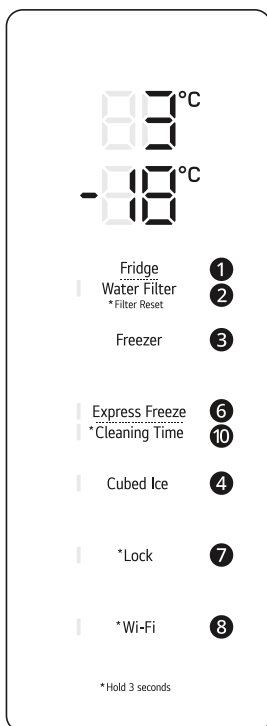 3 °C
-18 °C
Fridge 1
Water Filter 2
*Filter Reset
Freezer 3
Express Freeze 6
*Cleaning Time 10
Cubed Ice 4
*Lock 7
*Wi-Fi 8
*Hold 3 seconds